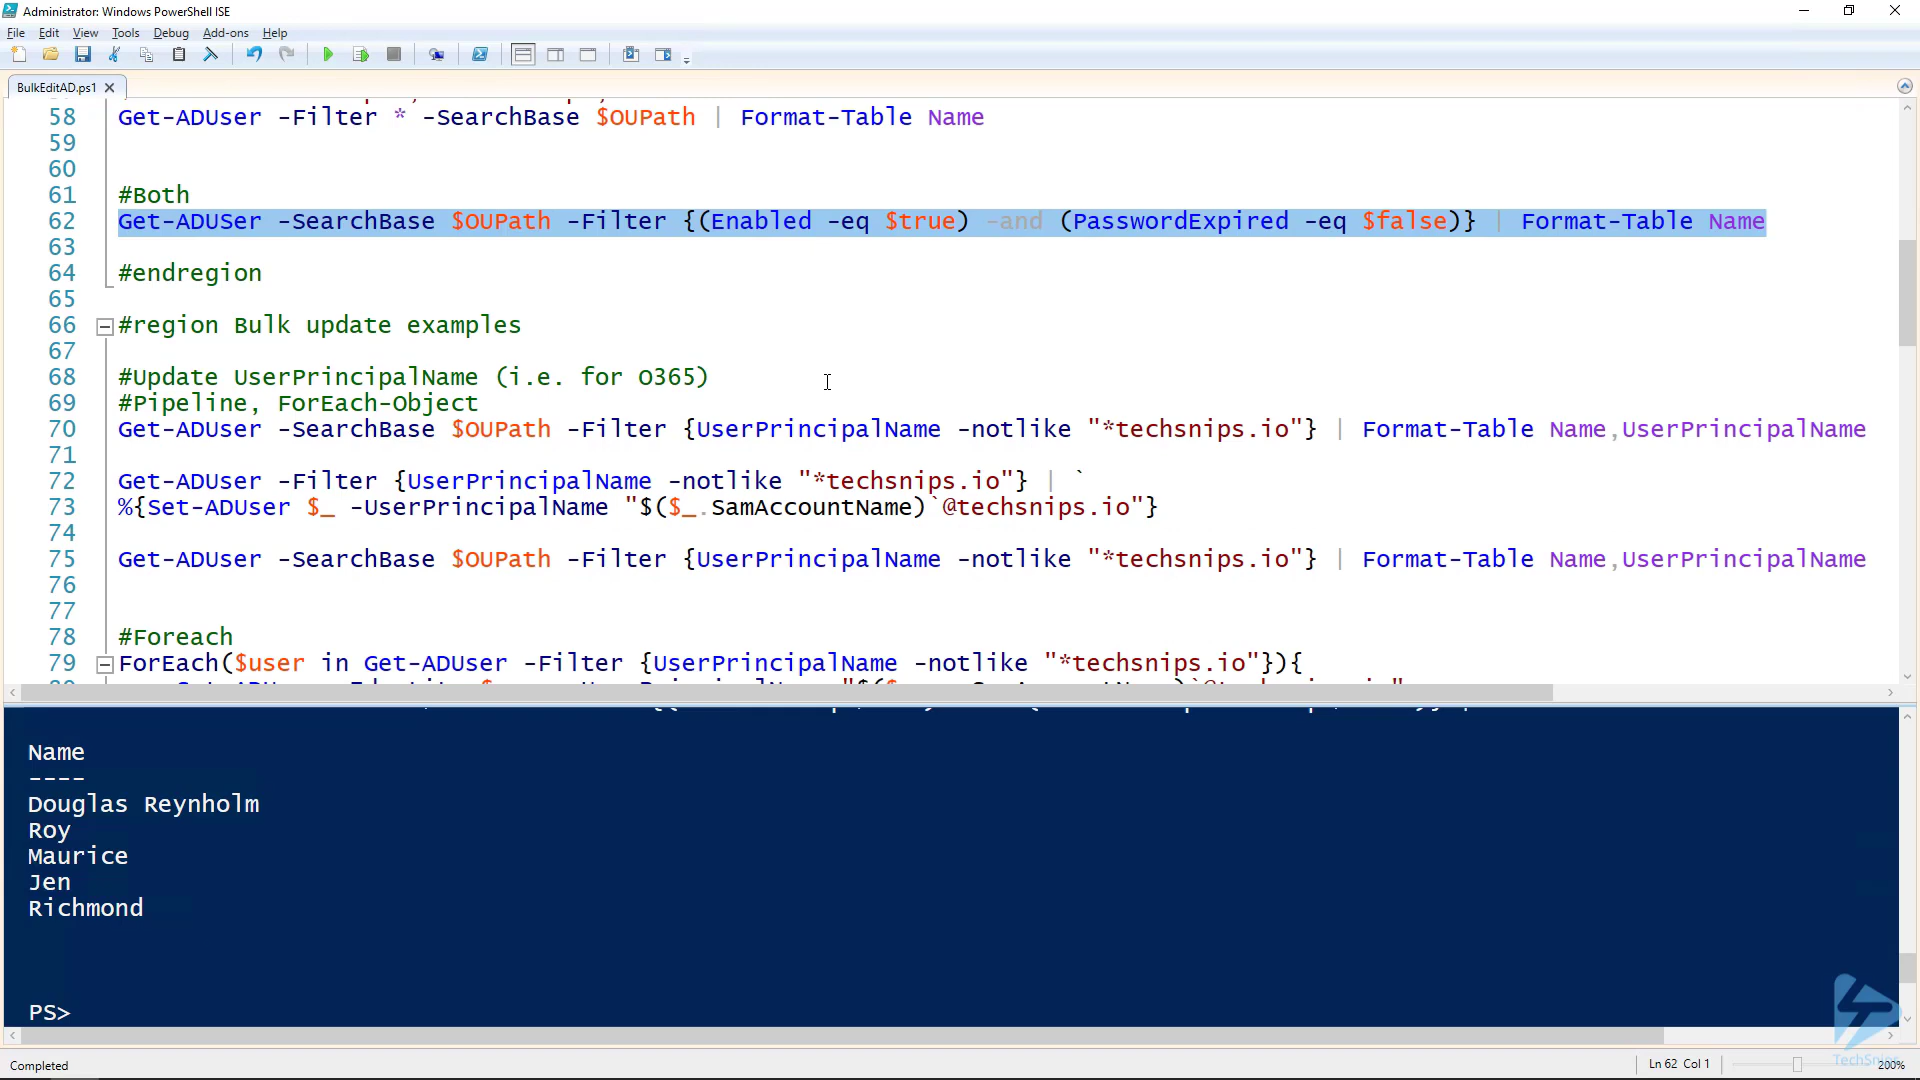 Administrator: Windows PowerShell ISE
File Edit View Tools Debug Add-ons Help
BulkEditAD.ps1
58 Get-ADUser -Filter * -SearchBase $OUPath | Format-Table Name
59
60
61 #Both
62 Get-ADUSer -SearchBase $OUPath -Filter {(Enabled -eq $true) -and (PasswordExpired -eq $false)} | Format-Table Name
63
64 #endregion
65
66 #region Bulk update examples
67
68 #Update UserPrincipalName (i.e. for O365)
69 #Pipeline, ForEach-Object
70 Get-ADUser -SearchBase $OUPath -Filter {UserPrincipalName -notlike "*techsnips.io"} | Format-Table Name,UserPrincipalName
71
72 Get-ADUser -Filter {UserPrincipalName -notlike "*techsnips.io"} | `
73 %{Set-ADUser $_ -UserPrincipalName "$($_.SamAccountName)`@techsnips.io"}
74
75 Get-ADUser -SearchBase $OUPath -Filter {UserPrincipalName -notlike "*techsnips.io"} | Format-Table Name,UserPrincipalName
76
77
78 #Foreach
79 ForEach($user in Get-ADUser -Filter {UserPrincipalName -notlike "*techsnips.io"}){
Name
----
Douglas Reynholm
Roy
Maurice
Jen
Richmond
PS>
Completed
Ln 62 Col 1
200%